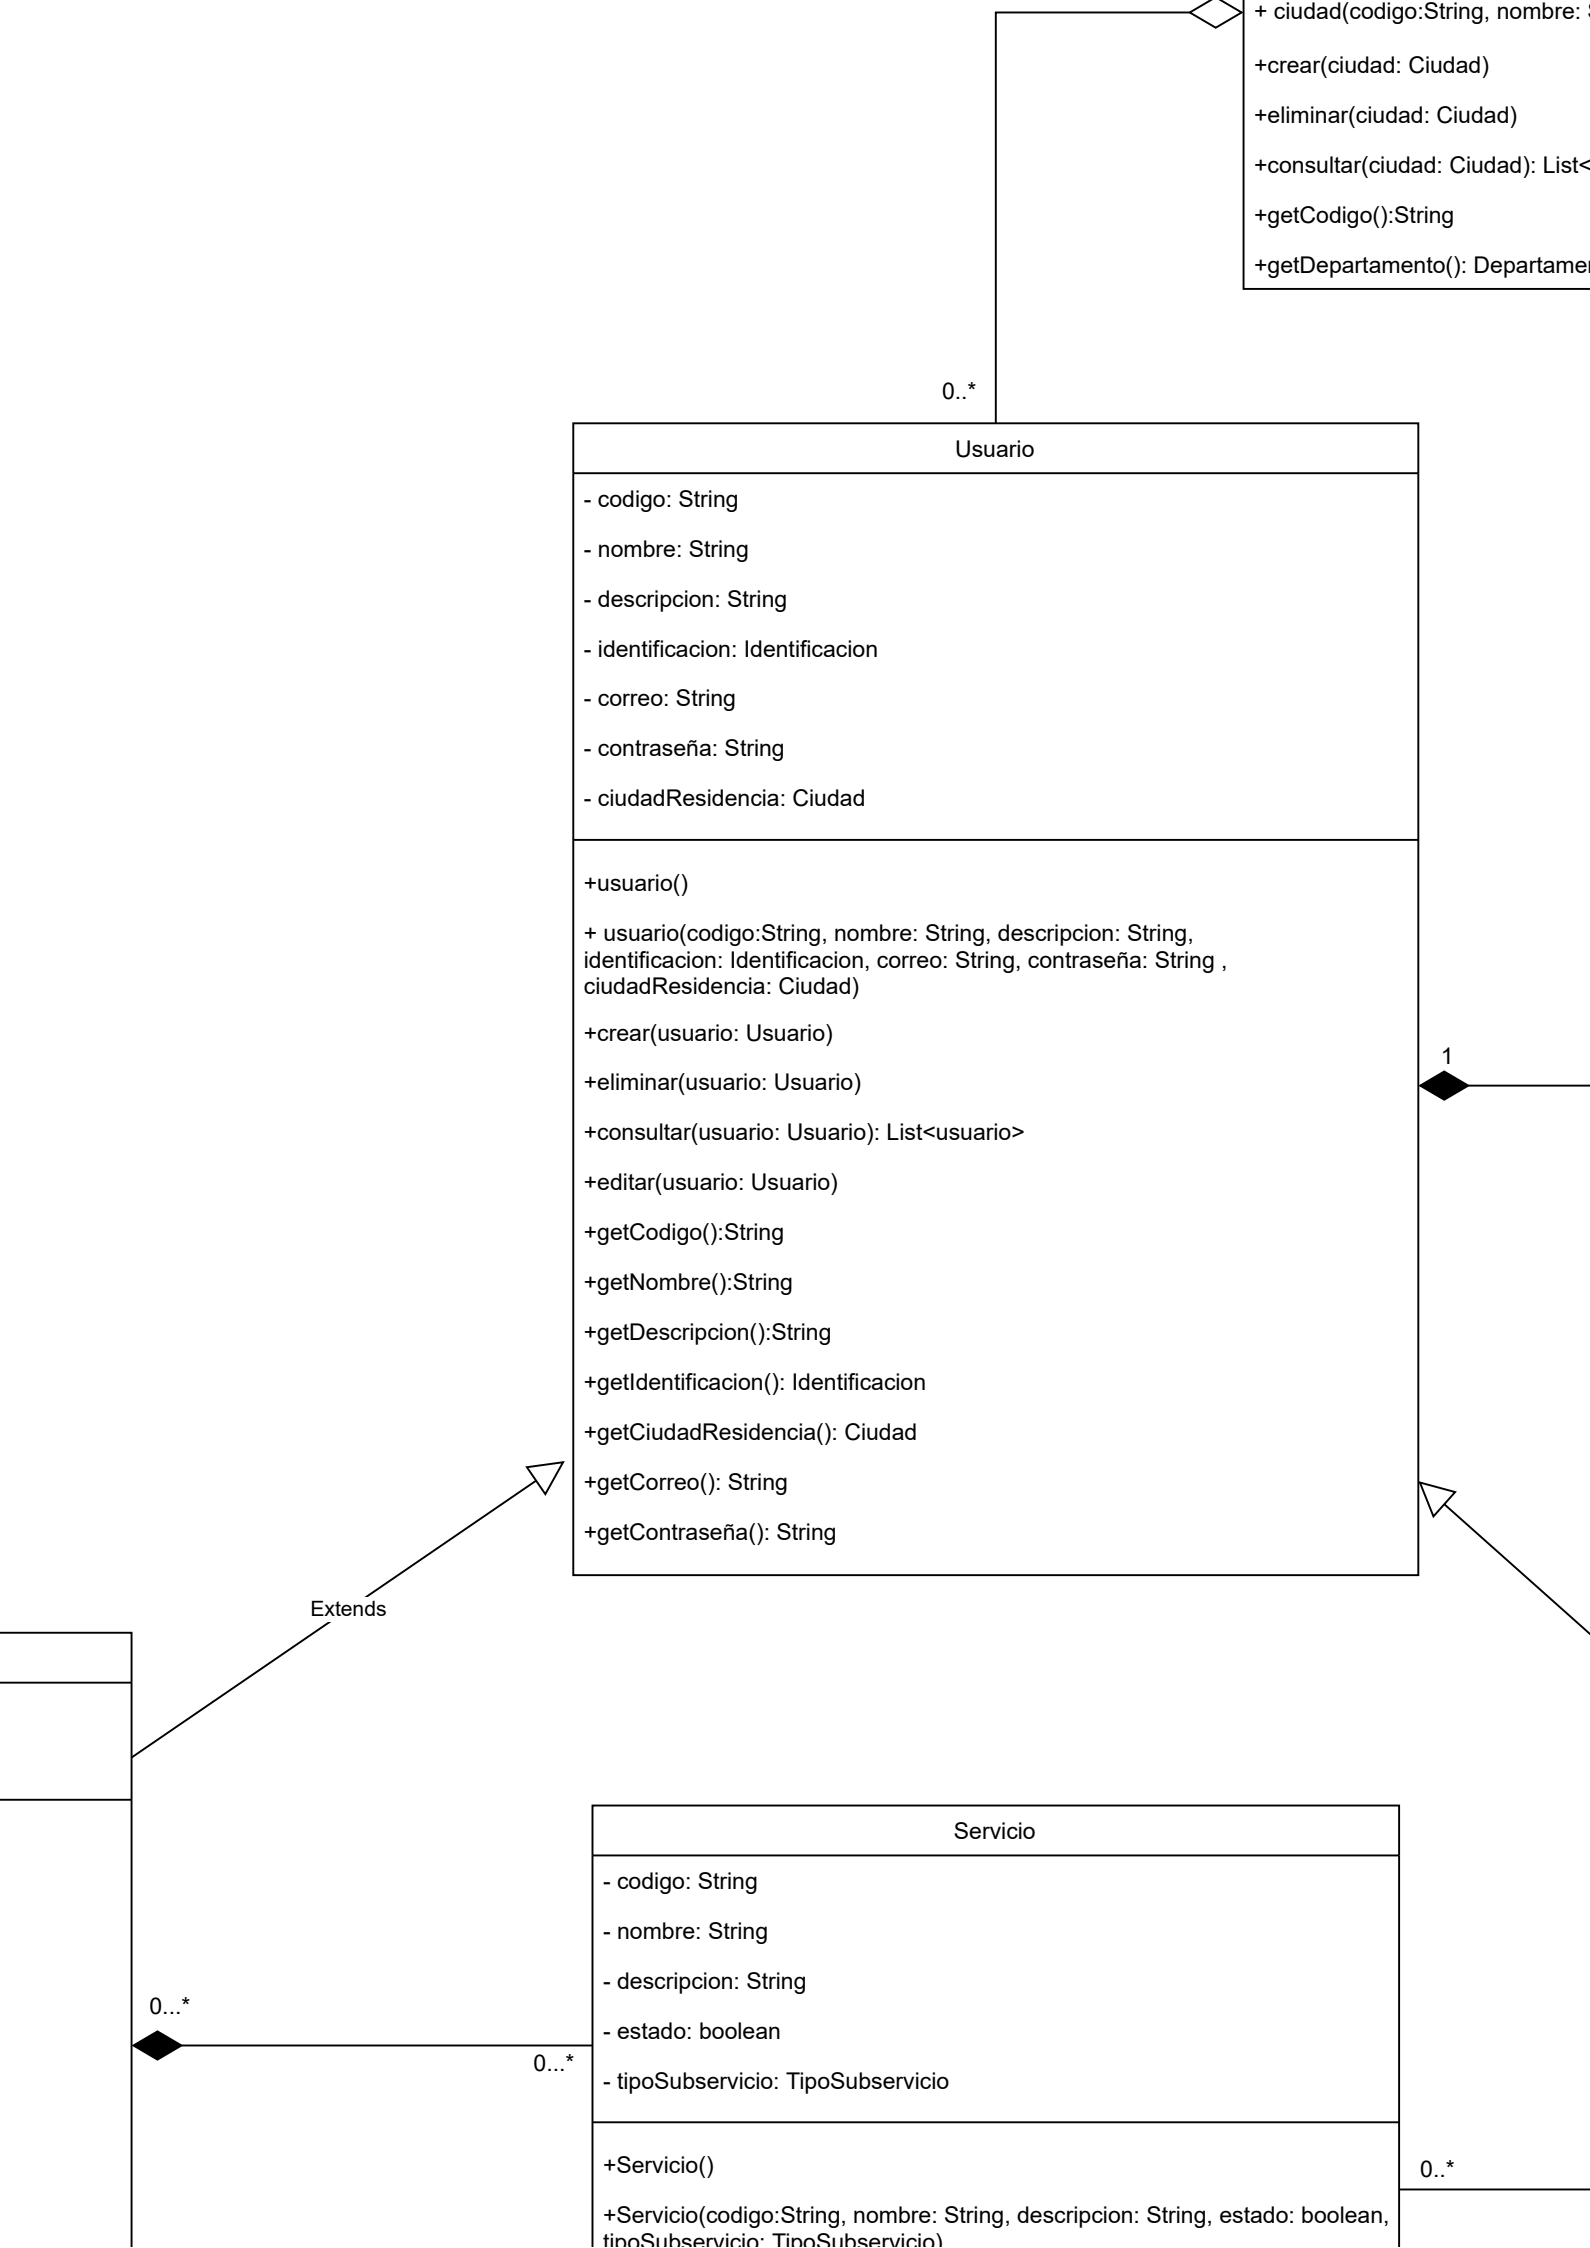 + ciudad(codigo:String, nombre:
+crear(ciudad: Ciudad)
+eliminar(ciudad: Ciudad)
+consultar(ciudad: Ciudad): List<
+getCodigo():String
+getDepartamento():
0..*
Usuario
- codigo: String
- nombre: String
- descripcion: String
- identificacion: Identificacion
- correo: String
- contraseña: String
- ciudadResidencia: Ciudad
+usuario()
+ usuario(codigo:String, nombre: String, descripcion: String,
identificacion: Identificacion, correo: String, contraseña: String ,
ciudadResidencia: Ciudad)
+crear(usuario: Usuario)
+eliminar(usuario: Usuario)
+consultar(usuario: Usuario): List<usuario>
+editar(usuario: Usuario)
+getCodigo():String
+getNombre():String
+getDescripcion():String
+getIdentificacion(): Identificacion
+getCiudadResidencia(): Ciudad
+getCorreo(): String
+getContraseña(): String
1
Extends
Servicio
- codigo: String
- nombre: String
- descripcion: String
- estado: boolean
- tipoSubservicio: TipoSubservicio
0...*
0...*
+Servicio()
+Servicio(codigo:String, nombre: String, descripcion: String, estado: boolean,
tipoSubservicio: TipoSubservicio)
0..*